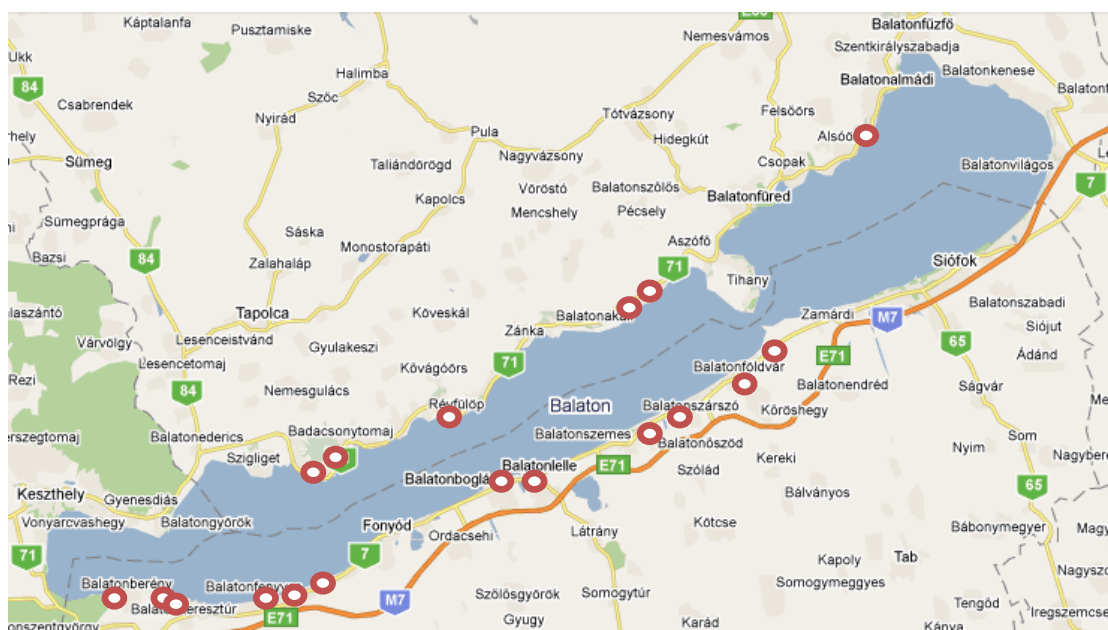 Káptalanfa
Pusztamiske
Nemesvámos
Balatonfűzfő
Szentkirályszabadja
Ukk
84
Halimba
Balatonalmádi
Balatonkenese
Csabrendek
Szőc
Nyirád
Tótvázsony
Felsőörs
Pula
Hidegkút
Sümeg
Taliándörögd
Nagyvázsony
Csopak
Balatonvilágos
7
Kapolcs
Vöröstó
Balatonszőlős
Balatonfüred
Mencshely
Pécsely
Sümegprága
Sáska
Monostorapáti
Aszófő
Bazsi
84
Zalahaláp
71
Tihany
Siófok
Tapolca
Köveskál
Zamárdi
M7
Balatonszabadi
Várvölgy
Lesenceistvánd
Gyulakeszi
Zánka
65
Siójut
Lesencetomaj
71
E71
Ádánd
Rezi
Kővágóörs
Balatonföldvár
84
Nemesgulács
Balatonendréd
Ságvár
Révfülöp
Balaton
Balatonszárszó
Kőröshegy
Balatonederics
Badacsonytomaj
Balatonszemes
Balatonőszöd
Nyim
Som
Szigliget
Balatonlelle
E71
Szólád
Kereki
Keszthely
Gyenesdiás
65
Bálványos
Vonyarcvashegy
Balatongyörök
Fonyód
Ordacsehi
Látrány
Kötcse
Bábonymegyer
71
7
Kapoly
Tab
Balatonberény
Somogymeggyes
M7
Szőlősgyörök
Somogytúr
Tengőd
E71
Gyugy
Karád
Kánya
Iregszemcse